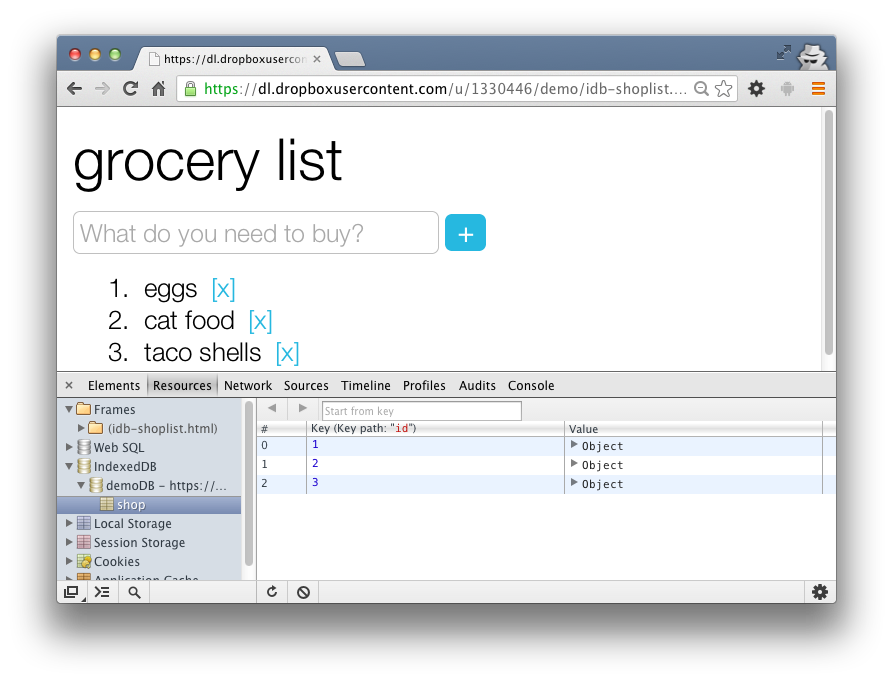 https://dl.dropboxusercon
https://dl.dropboxusercontent.com/u/1330446/demo/idb-shoplist....
grocery list
What do you need to buy?
+
1. eggs [x]
2. cat food [x]
3. taco shells [x]
× Elements Resources Network Sources Timeline Profiles Audits Console
Frames
(idb-shoplist.html)
Web SQL
IndexedDB
demoDB – https://...
shop
Local Storage
Session Storage
Cookies
Application Cache
Start from key
# Key (Key path: "id") Value
0 1 Object
1 2 Object
2 3 Object